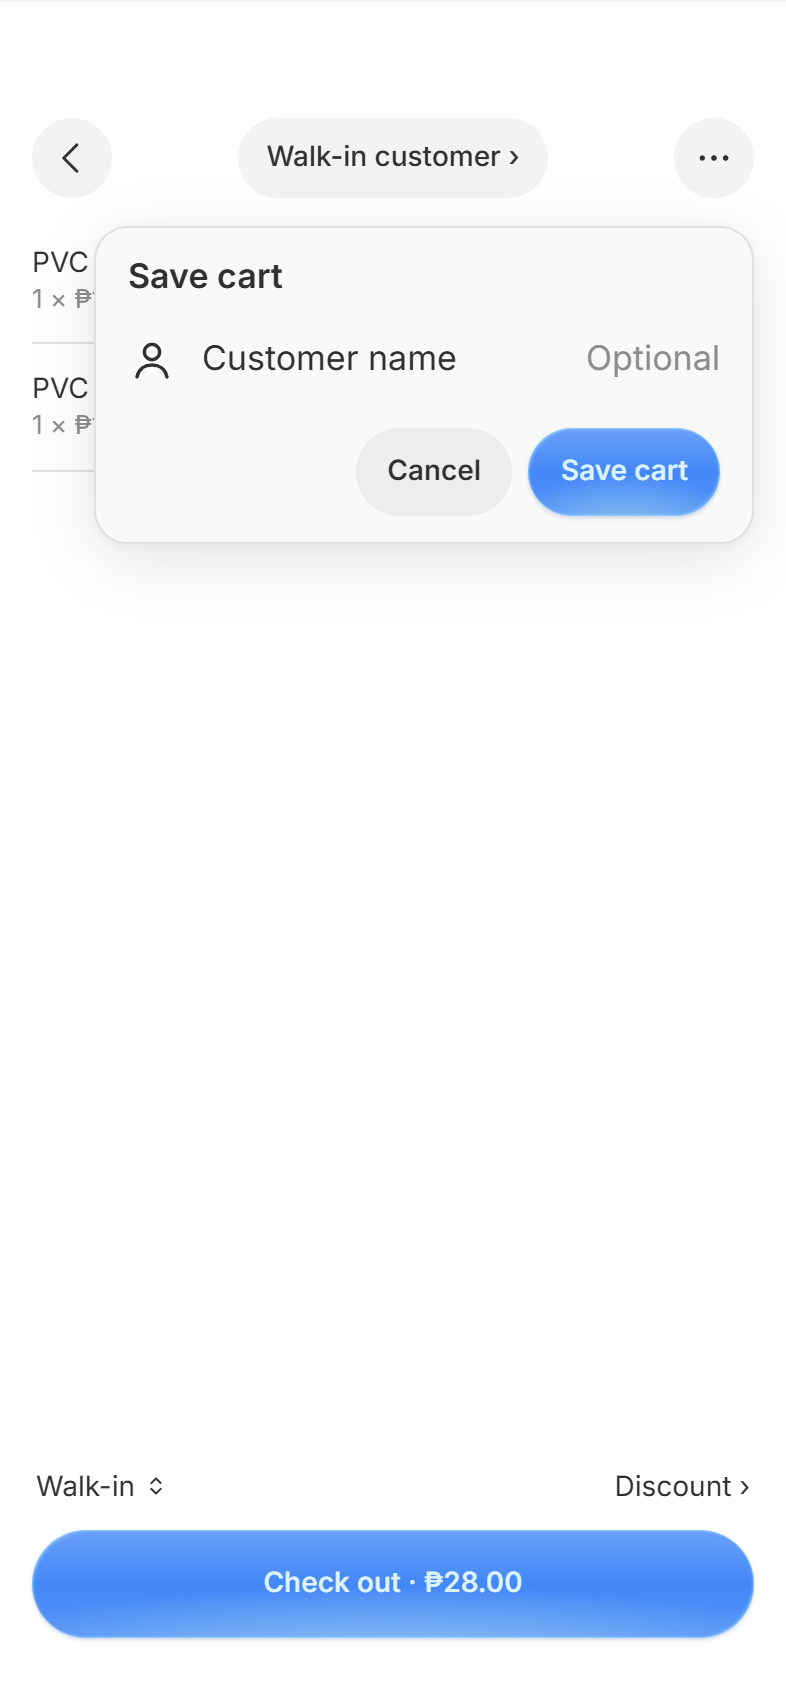 Walk-in customer ›
Save cart
PVC
1 × ₱
Customer name Optional
PVC
1 × ₱
Cancel Save cart
Walk-in Discount ›
Check out · ₱28.00